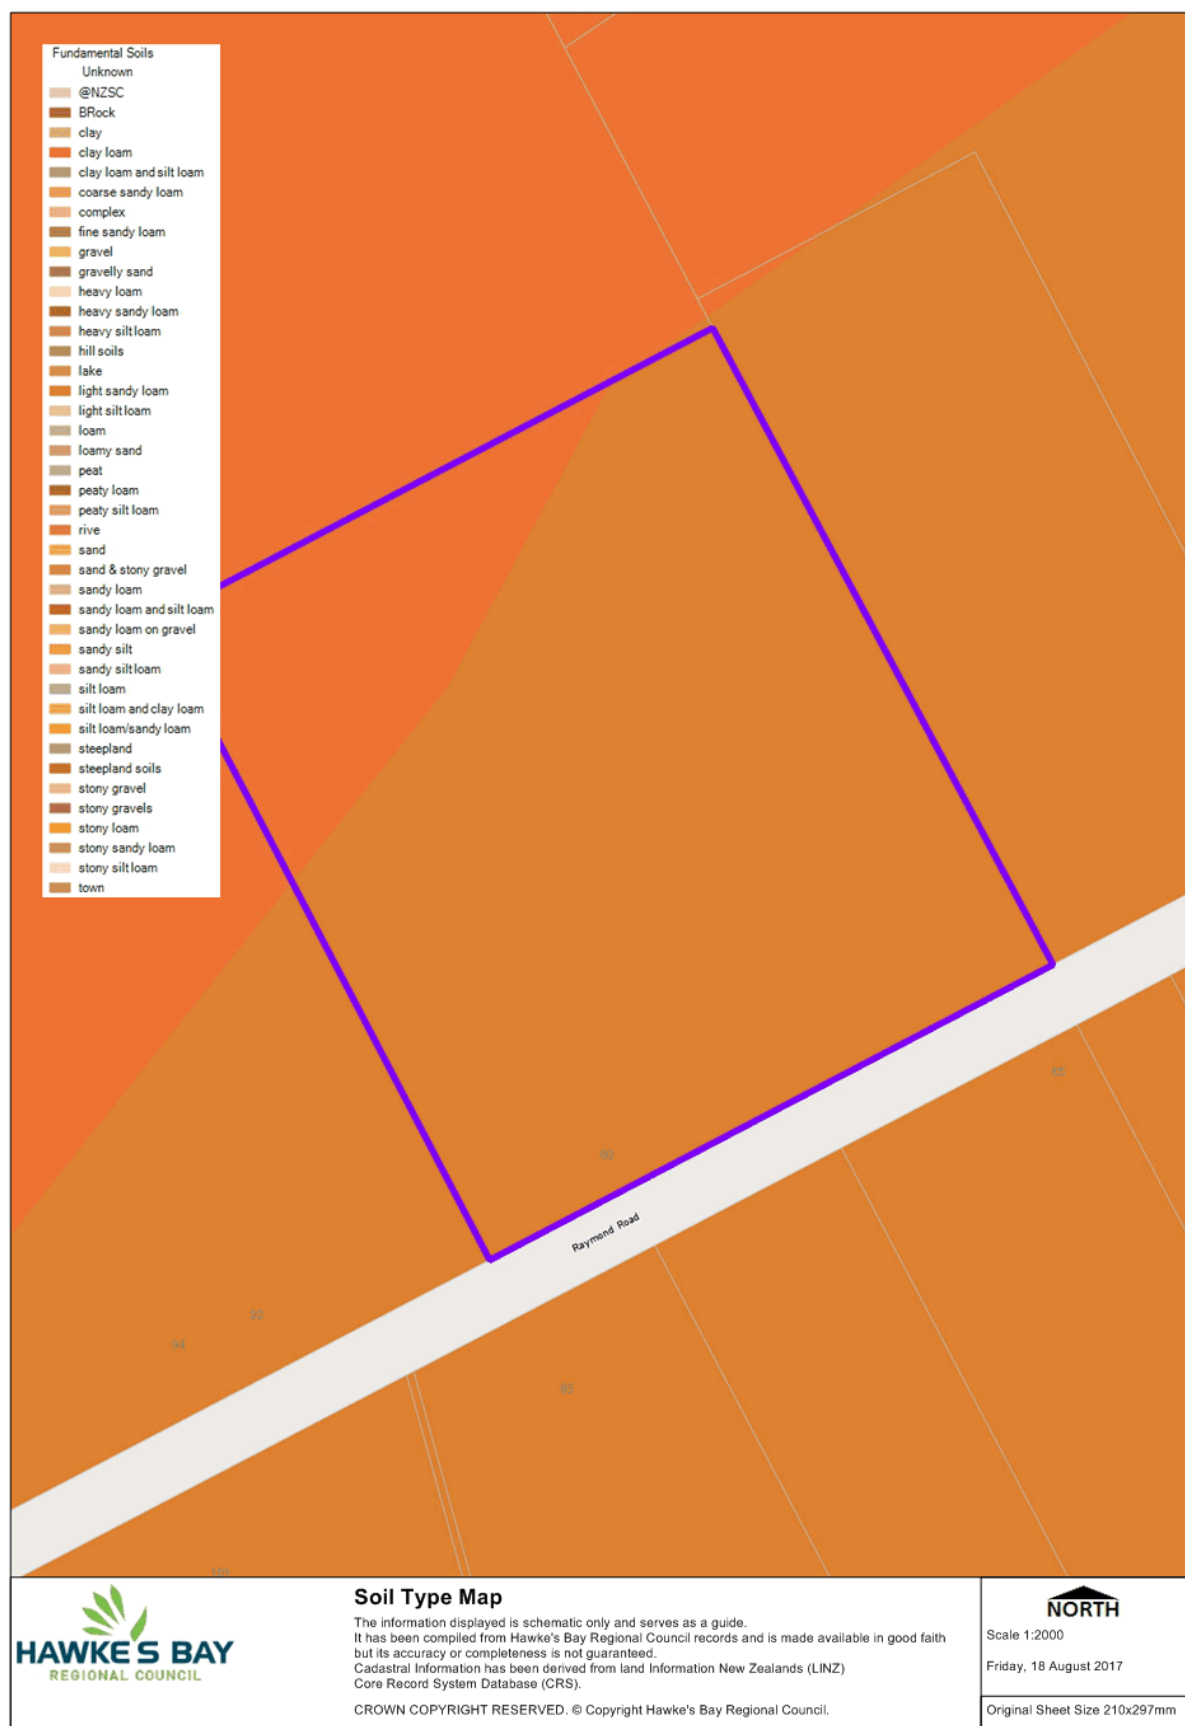 Fundamental Soils
Unknown
@NZSC
BRock
clay
clay loam
clay loam and silt loam
coarse sandy loam
complex
fine sandy loam
gravel
gravelly sand
heavy loam
heavy sandy loam
heavy silt loam
hill soils
lake
light sandy loam
light silt loam
loam
loamy sand
peat
peaty loam
peaty silt loam
rive
sand
sand & stony gravel
sandy loam
sandy loam and silt loam
sandy loam on gravel
sandy silt
sandy silt loam
silt loam
silt loam and clay loam
silt loam/sandy loam
steepland
steepland soils
stony gravel
stony gravels
stony loam
stony sandy loam
stony silt loam
town
80
Raymond Road
92
94
95
HAWKE'S BAY
REGIONAL COUNCIL
Soil Type Map
The information displayed is schematic only and serves as a guide.
It has been compiled from Hawke's Bay Regional Council records and is made available in good faith
but its accuracy or completeness is not guaranteed.
Cadastral Information has been derived from land Information New Zealands (LINZ)
Core Record System Database (CRS).
CROWN COPYRIGHT RESERVED. © Copyright Hawke's Bay Regional Council.
NORTH
Scale 1:2000
Friday, 18 August 2017
Original Sheet Size 210x297mm